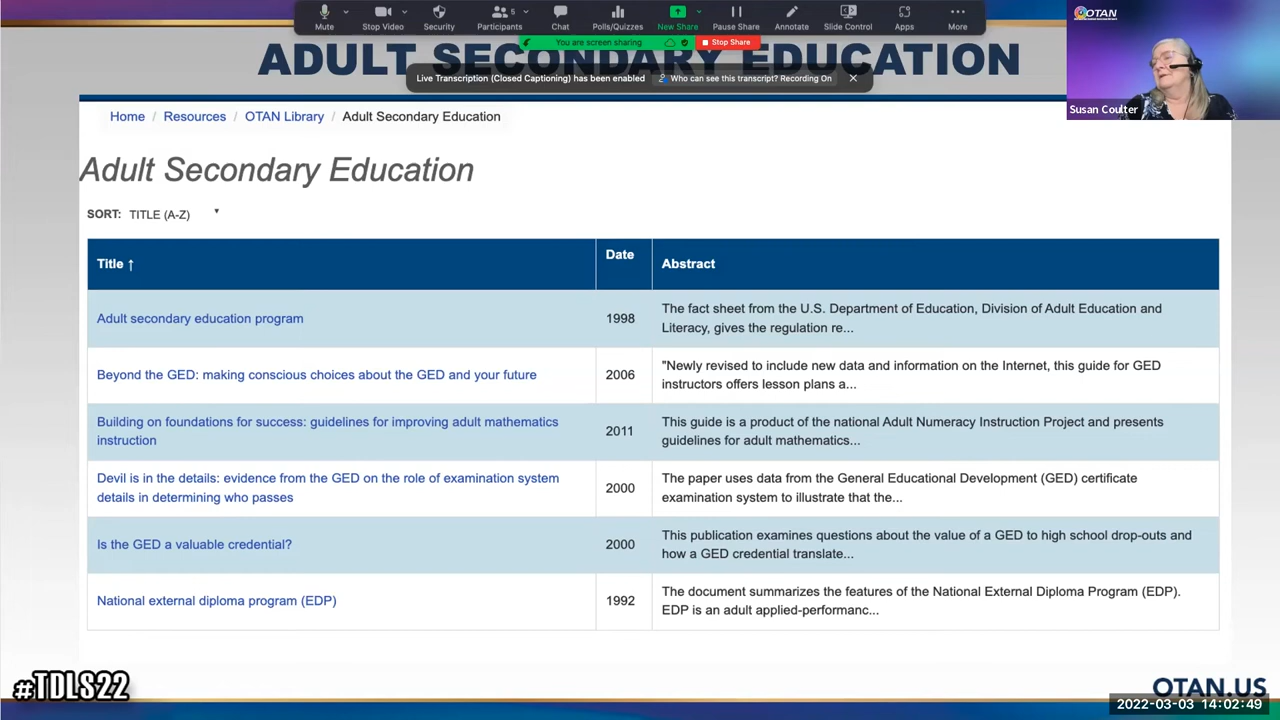 Mute
Stop Video
Security
Participants
5
Chat
Polls/Quizzes
New Share
Pause Share
Annotate
Slide Control
Apps
More
You are screen sharing
Stop Share
OTAN
ADULT SECONDARY EDUCATION
Live Transcription (Closed Captioning) has been enabled
Who can see this transcript? Recording On
Susan Coulter
Home / Resources / OTAN Library / Adult Secondary Education
Adult Secondary Education
SORT: TITLE (A-Z)
Title ↑
Date
Abstract
Adult secondary education program
1998
The fact sheet from the U.S. Department of Education, Division of Adult Education and
Literacy, gives the regulation re...
Beyond the GED: making conscious choices about the GED and your future
2006
"Newly revised to include new data and information on the Internet, this guide for GED
instructors offers lesson plans a...
Building on foundations for success: guidelines for improving adult mathematics
instruction
2011
This guide is a product of the national Adult Numeracy Instruction Project and presents
guidelines for adult mathematics...
Devil is in the details: evidence from the GED on the role of examination system
details in determining who passes
2000
The paper uses data from the General Educational Development (GED) certificate
examination system to illustrate that the...
Is the GED a valuable credential?
2000
This publication examines questions about the value of a GED to high school drop-outs and
how a GED credential translate...
National external diploma program (EDP)
1992
The document summarizes the features of the National External Diploma Program (EDP).
EDP is an adult applied-performanc...
#TDLS22
OTAN.US
2022-03-03 14:02:49